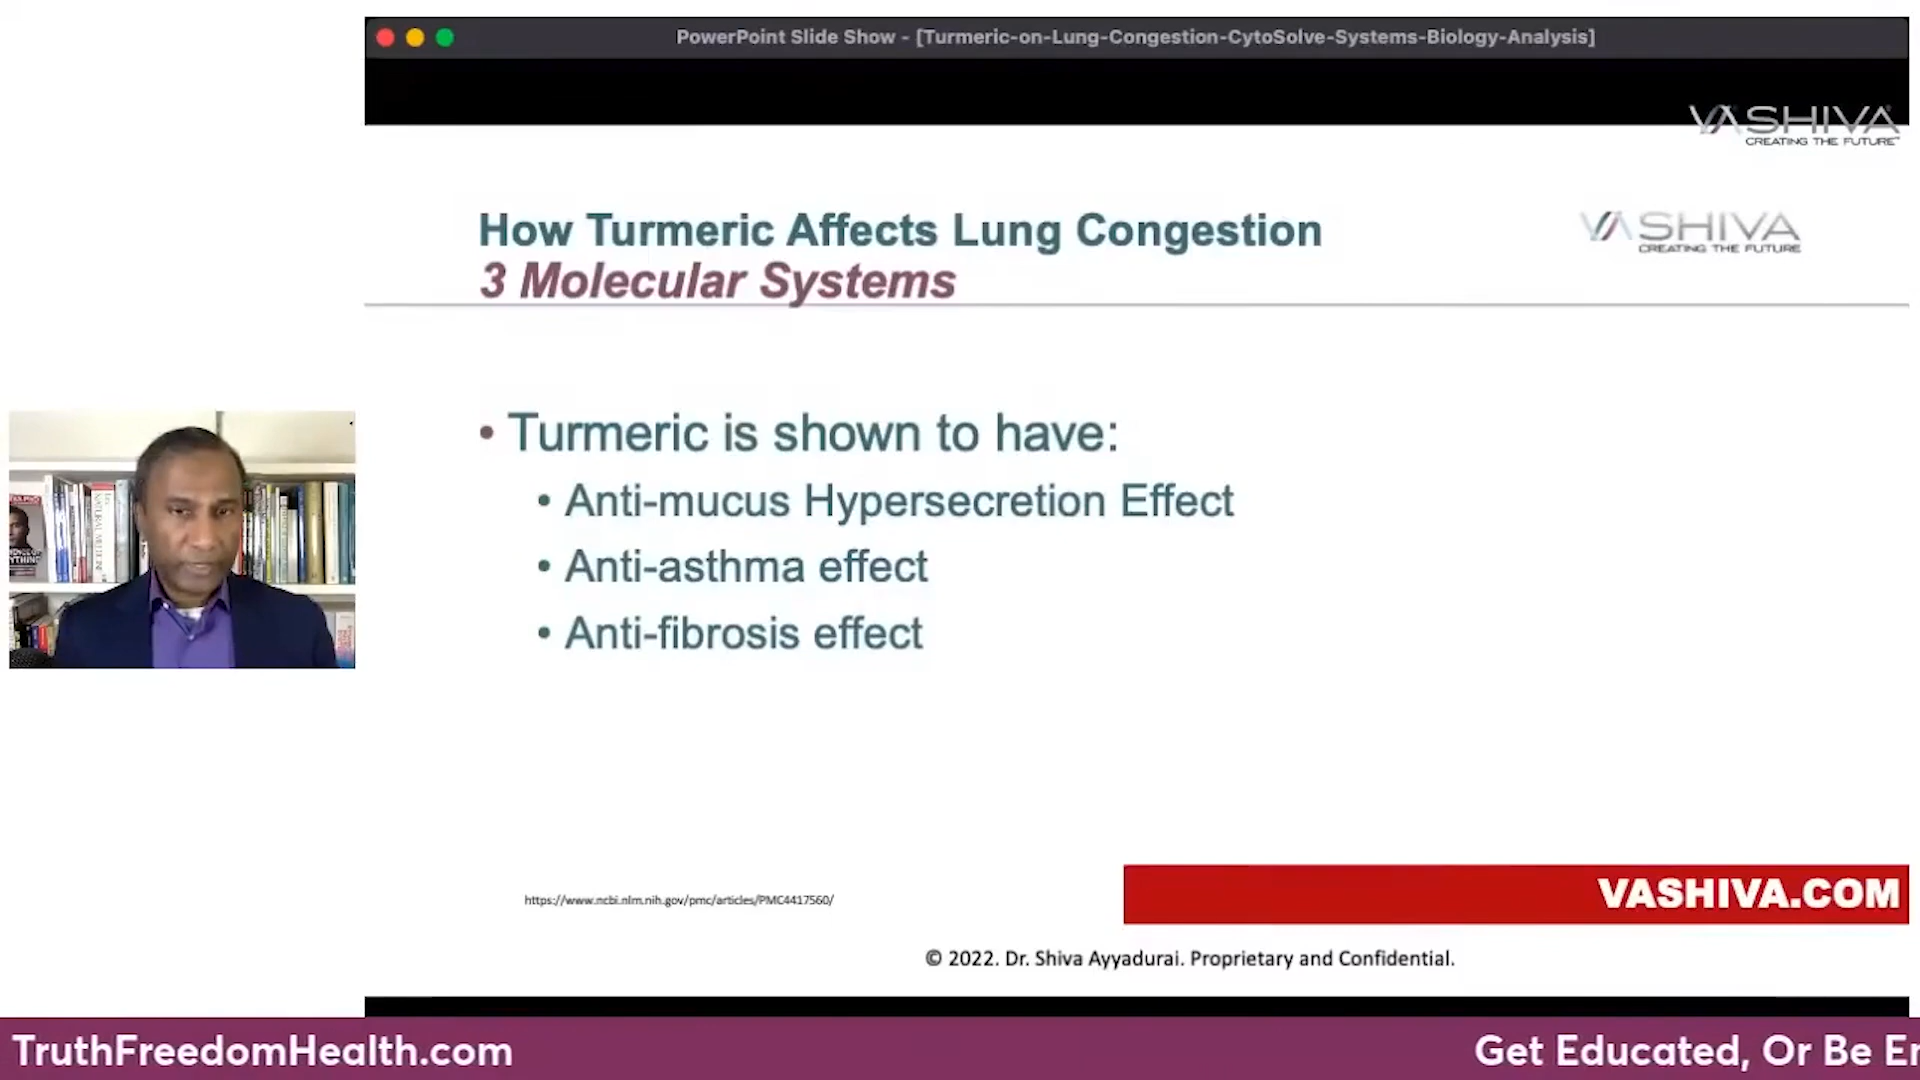 PowerPoint Slide Show - [Turmeric-on-Lung-Congestion-CytoSolve-Systems-Biology-Analysis]
VASHIVA
CREATING THE FUTURE
How Turmeric Affects Lung Congestion
3 Molecular Systems
VASHIVA
CREATING THE FUTURE
• Turmeric is shown to have:
• Anti-mucus Hypersecretion Effect
• Anti-asthma effect
• Anti-fibrosis effect
https://www.ncbi.nlm.nih.gov/pmc/articles/PMC4417560/
VASHIVA.COM
© 2022. Dr. Shiva Ayyadurai. Proprietary and Confidential.
TruthFreedomHealth.com
Get Educated, Or Be